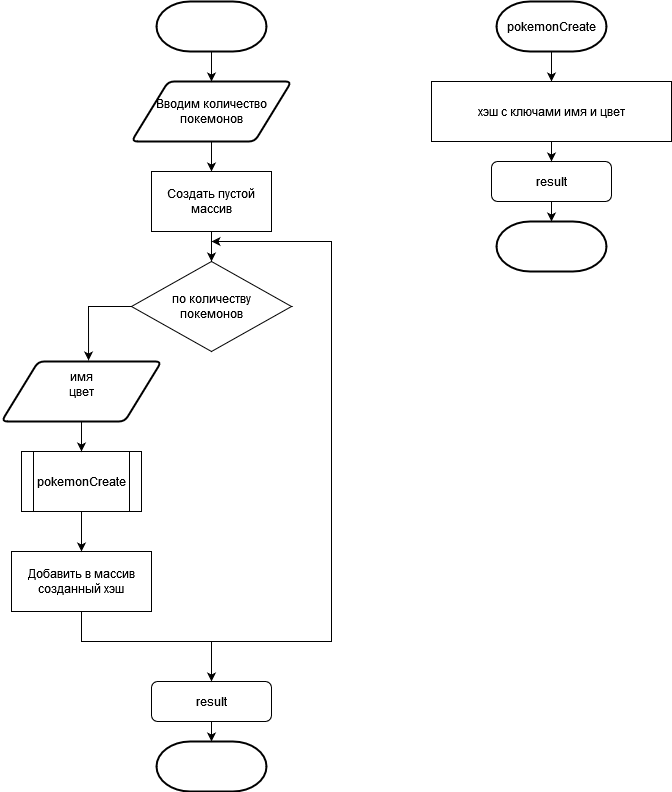 Вводим количество
покемонов
Создать пустой
массив
по количеству
покемонов
имя
цвет
pokemonCreate
Добавить в массив
созданный хэш
result
pokemonCreate
хэш с ключами имя и цвет
result